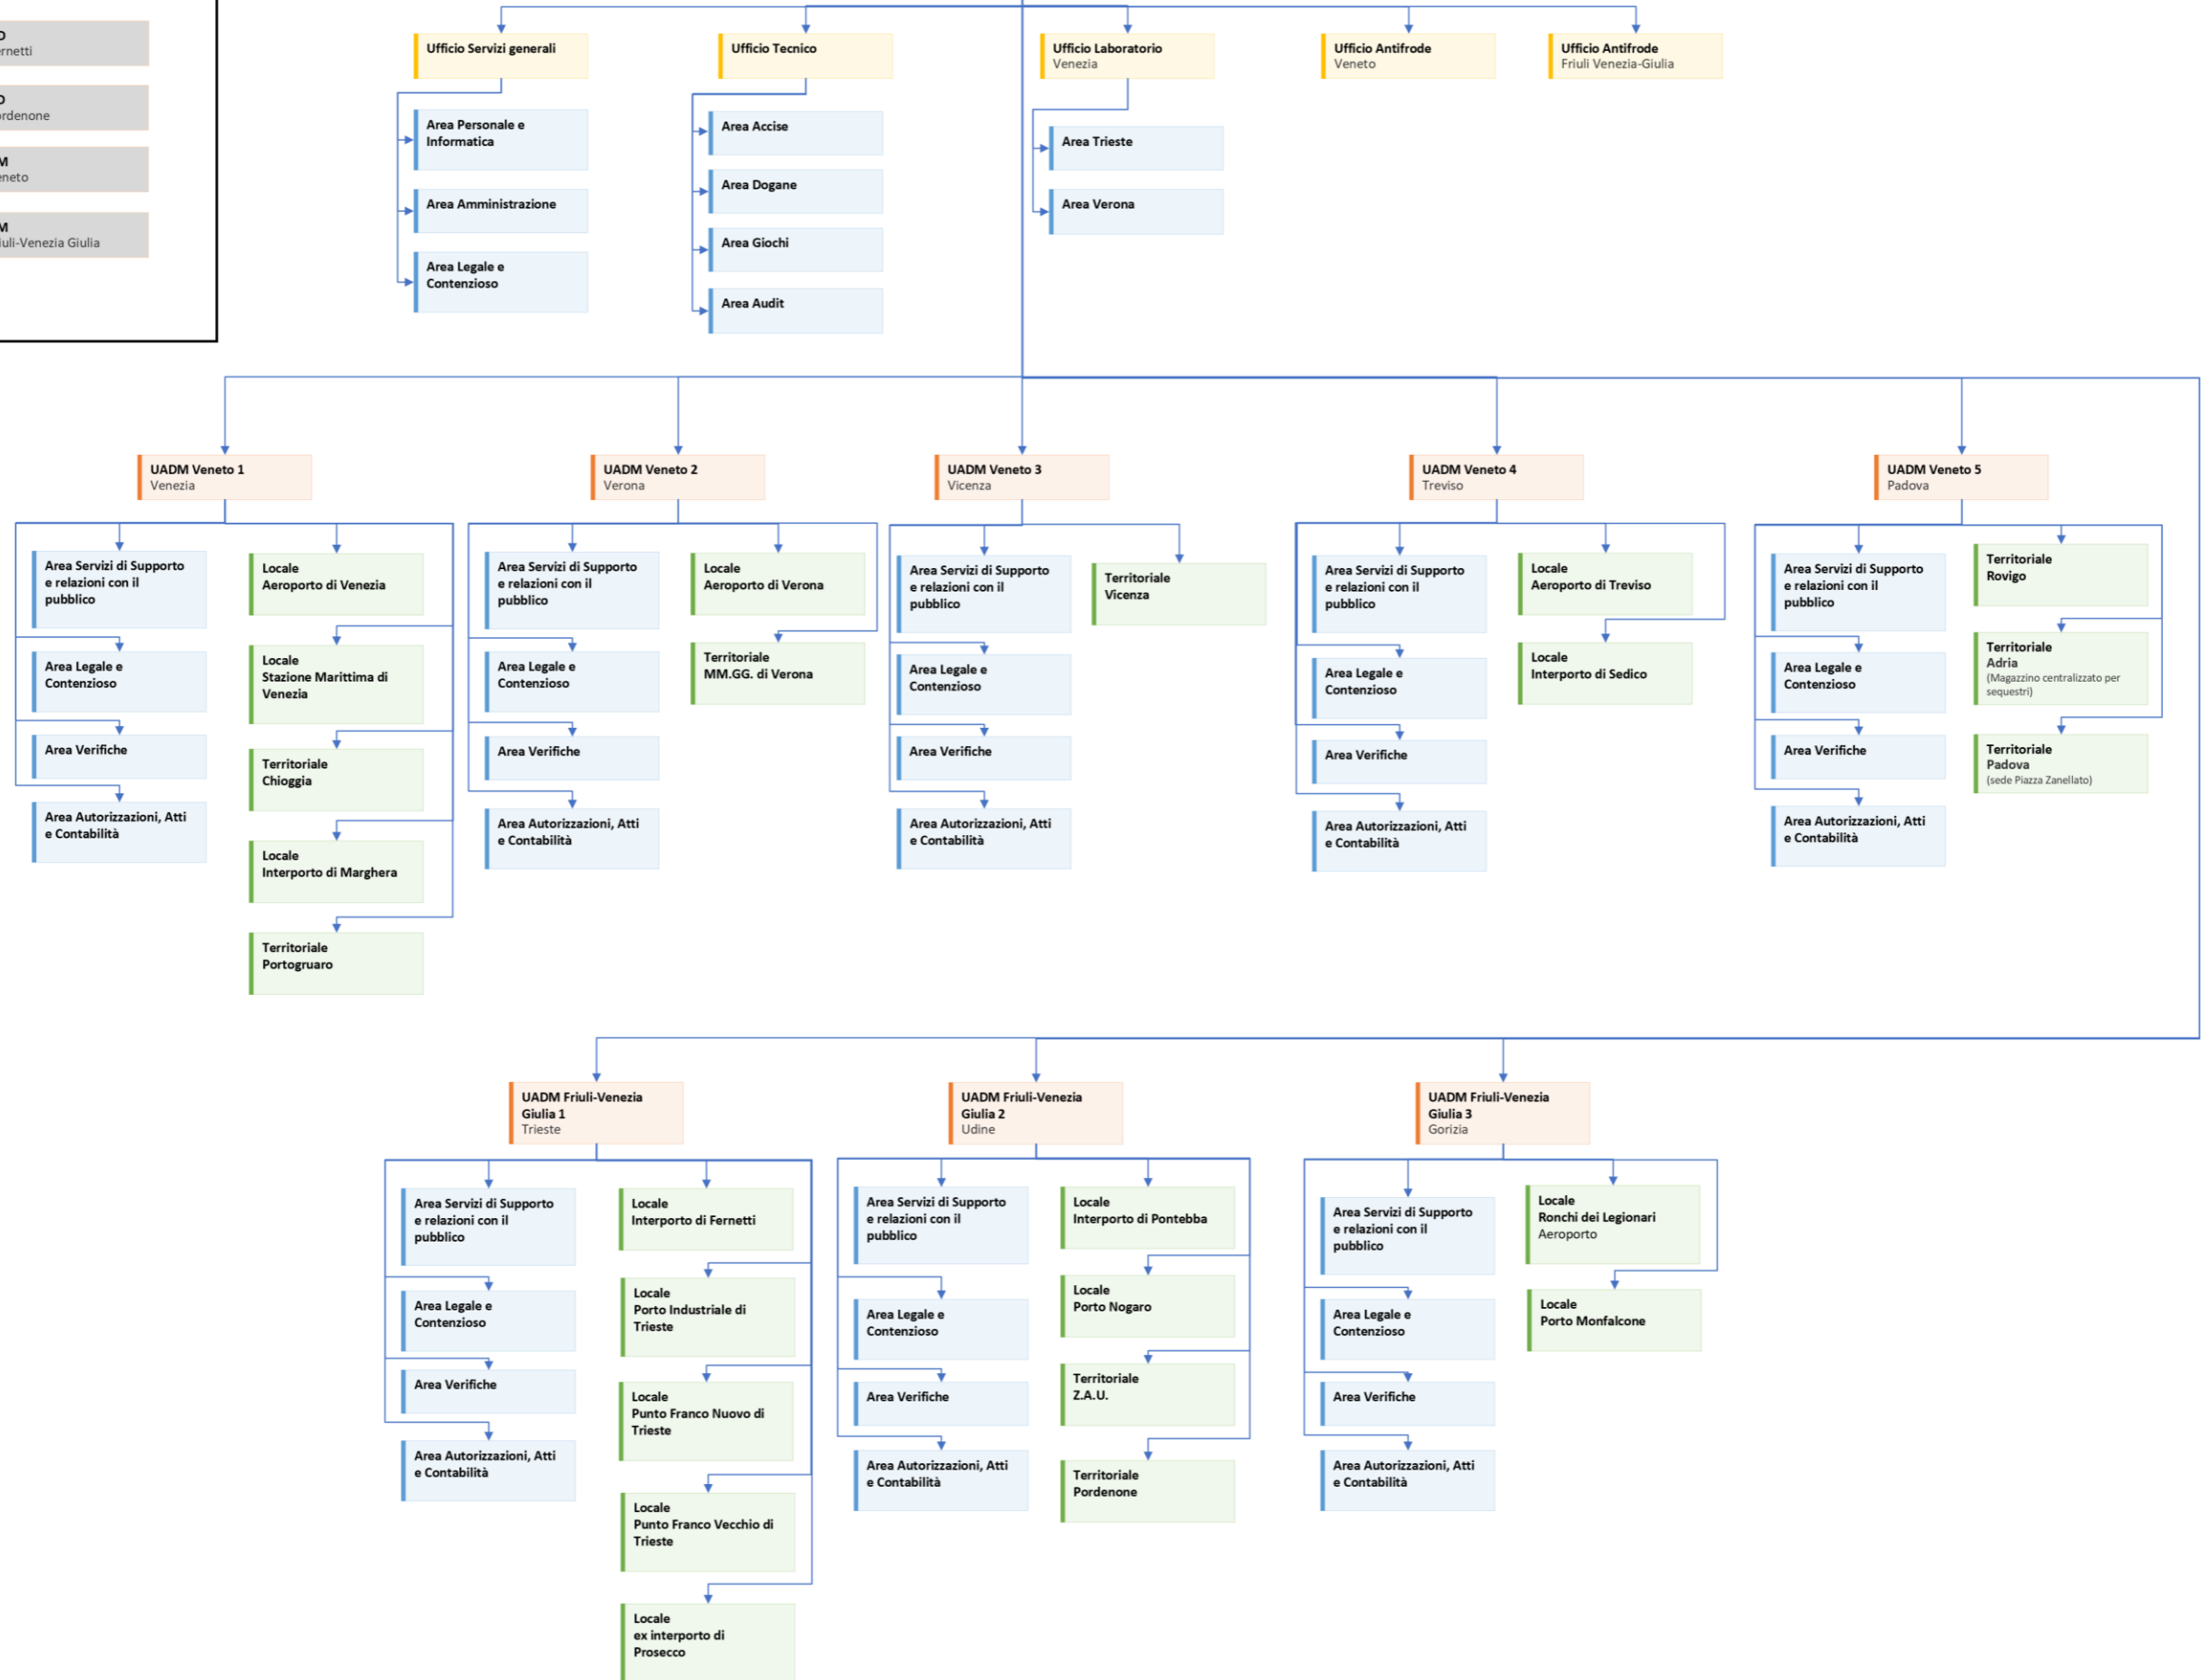 Ufficio Servizi generali
Ufficio Tecnico
Ufficio Laboratorio
Venezia
Ufficio Antifrode
Veneto
Ufficio Antifrode
Friuli Venezia-Giulia
Area Personale e
Informatica
Area Amministrazione
Area Legale e
Contenzioso
Area Accise
Area Dogane
Area Giochi
Area Audit
Area Trieste
Area Verona
UADM Veneto 1
Venezia
Area Servizi di Supporto
e relazioni con il
pubblico
Area Legale e
Contenzioso
Area Verifiche
Area Autorizzazioni, Atti
e Contabilità
Locale
Aeroporto di Venezia
Locale
Stazione Marittima di
Venezia
Territoriale
Chioggia
Locale
Interporto di Marghera
Territoriale
Portogruaro
UADM Veneto 2
Verona
Area Servizi di Supporto
e relazioni con il
pubblico
Area Legale e
Contenzioso
Area Verifiche
Area Autorizzazioni, Atti
e Contabilità
Locale
Aeroporto di Verona
Territoriale
MM.GG. di Verona
UADM Veneto 3
Vicenza
Area Servizi di Supporto
e relazioni con il
pubblico
Area Legale e
Contenzioso
Area Verifiche
Area Autorizzazioni, Atti
e Contabilità
Territoriale
Vicenza
UADM Veneto 4
Treviso
Area Servizi di Supporto
e relazioni con il
pubblico
Area Legale e
Contenzioso
Area Verifiche
Area Autorizzazioni, Atti
e Contabilità
Locale
Aeroporto di Treviso
Locale
Interporto di Sedico
UADM Veneto 5
Padova
Area Servizi di Supporto
e relazioni con il
pubblico
Area Legale e
Contenzioso
Area Verifiche
Area Autorizzazioni, Atti
e Contabilità
Territoriale
Rovigo
Territoriale
Adria
(Magazzino centralizzato per
sequestri)
Territoriale
Padova
(sede Piazza Zanellato)
UADM Friuli-Venezia
Giulia 1
Trieste
Area Servizi di Supporto
e relazioni con il
pubblico
Area Legale e
Contenzioso
Area Verifiche
Area Autorizzazioni, Atti
e Contabilità
Locale
Interporto di Fernetti
Locale
Porto Industriale di
Trieste
Locale
Punto Franco Nuovo di
Trieste
Locale
Punto Franco Vecchio di
Trieste
Locale
ex interporto di
Prosecco
UADM Friuli-Venezia
Giulia 2
Udine
Area Servizi di Supporto
e relazioni con il
pubblico
Area Legale e
Contenzioso
Area Verifiche
Area Autorizzazioni, Atti
e Contabilità
Locale
Interporto di Pontebba
Locale
Porto Nogaro
Territoriale
Z.A.U.
Territoriale
Pordenone
UADM Friuli-Venezia
Giulia 3
Gorizia
Area Servizi di Supporto
e relazioni con il
pubblico
Area Legale e
Contenzioso
Area Verifiche
Area Autorizzazioni, Atti
e Contabilità
Locale
Ronchi dei Legionari
Aeroporto
Locale
Porto Monfalcone